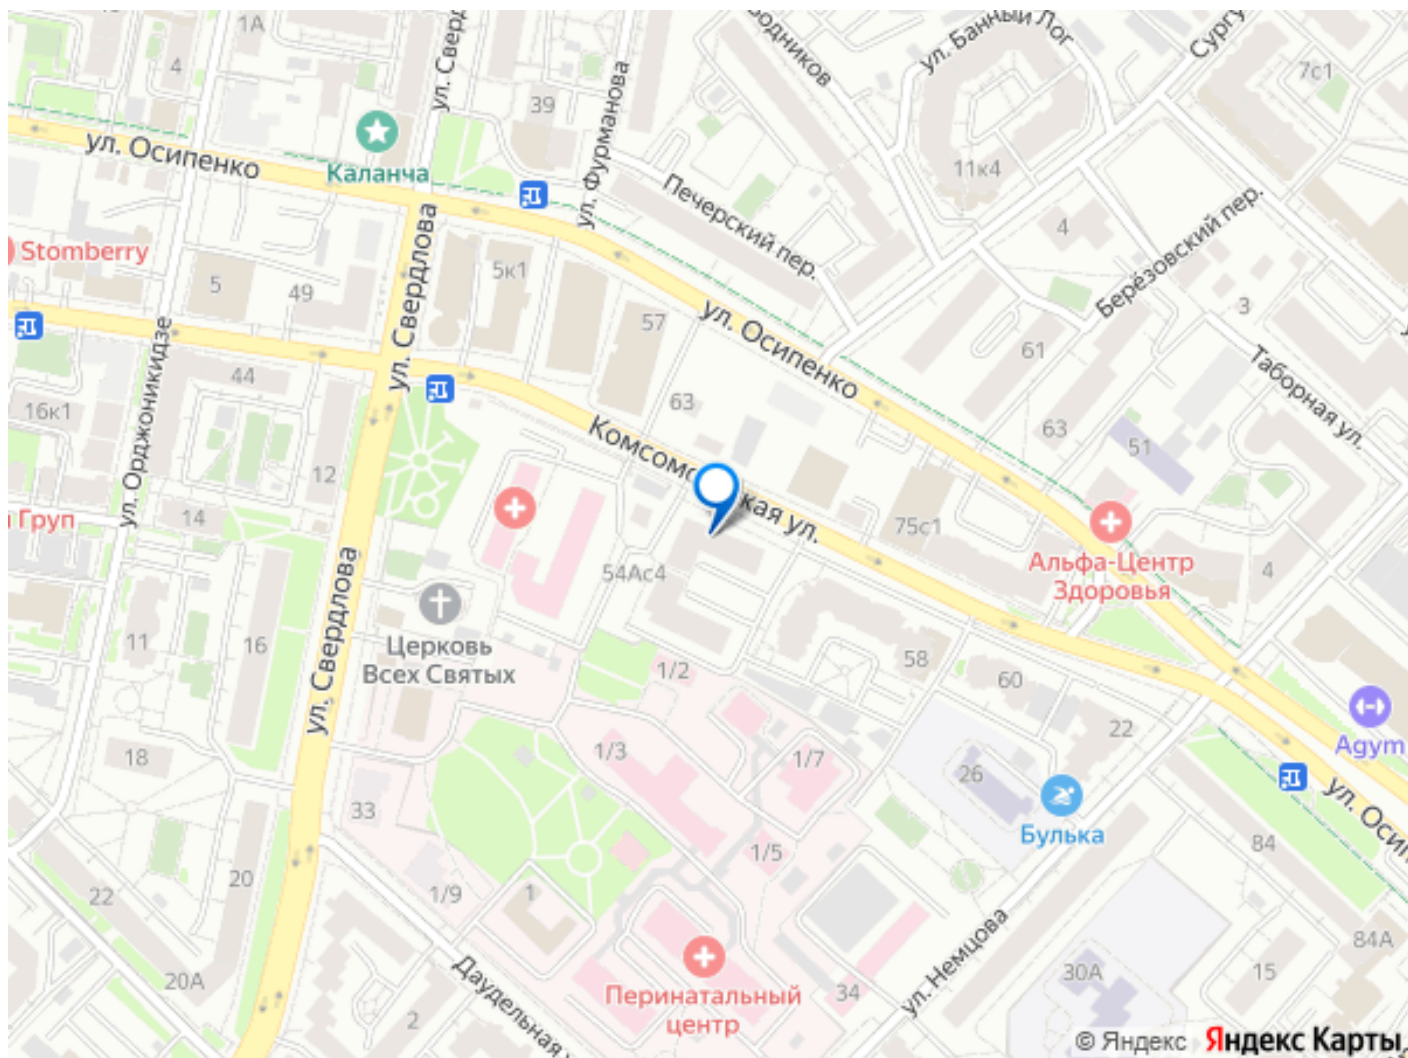 1А
ул. Сверд
4
39
ул. Фурманова
водников
ул. Банный Лог
Сургу
7с1
ул. Осипенко
Каланча
11к4
Печерский пер.
4
Берёзовский пер.
Stomberry
5
49
ул. Свердлова
5к1
57
ул. Осипенко
3
61
Таборная ул.
ул. Орджоникидзе
44
16к1
63
Комсомо
кая ул.
63
51
12
14
Груп
75с1
54Ас4
Альфа-Центр
Здоровья
4
ул. Свердлова
Церковь
Всех Святых
11
16
1/2
58
60
22
Agym
18
1/3
1/7
26
Булька
ул. Осип
33
1/5
84
22
20
1/9
1
ул. Немцова
84А
20А
Даудельная
2
Перинатальный
центр
34
30А
15
© Яндекс Яндекс Карты